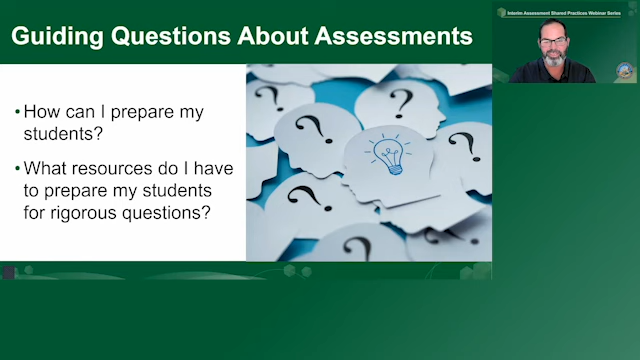 Interim Assessment Shared Practices Webinar Series
Guiding Questions About Assessments
• How can I prepare my
students?
• What resources do I have
to prepare my students
for rigorous questions?